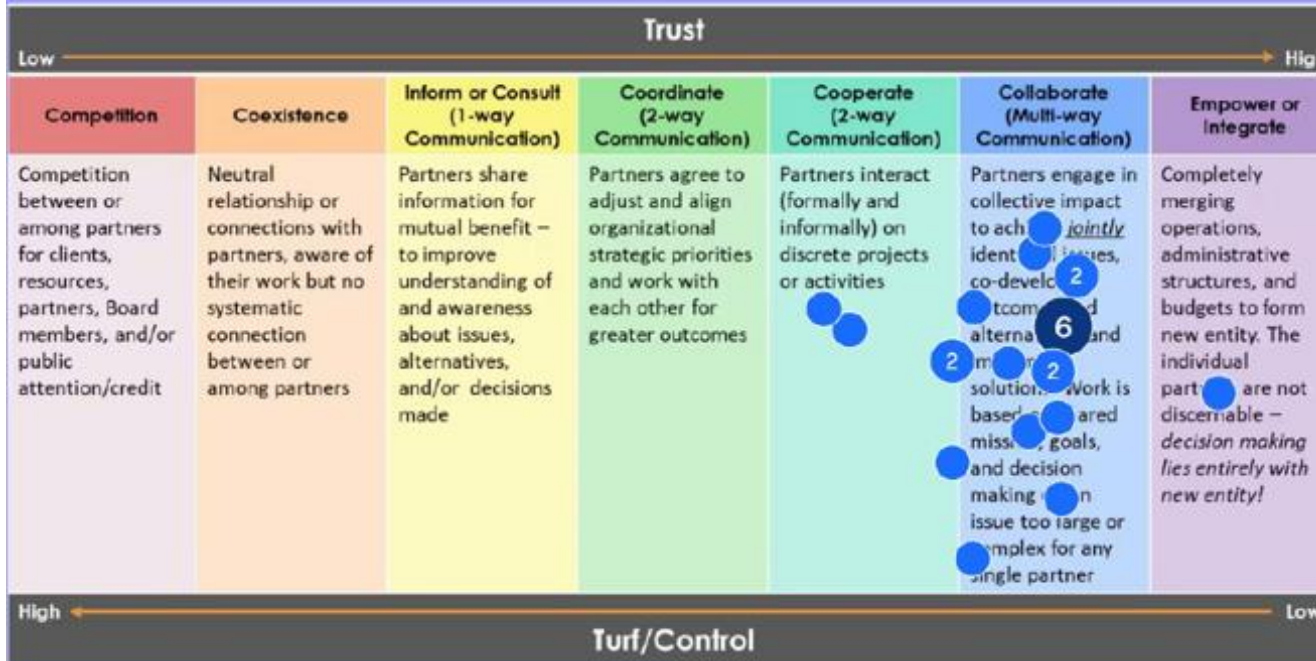 Trust
Low
Hig
Competition
Competition
between or
among partners
for clients,
resources,
partners, Board
members, and/or
public
attention/credit
Coexistence
Neutral
relationship or
connections with
partners, aware of
their work but no
systematic
connection
between or
among partners
Inform or Consult
(1-way
Communication)
Partners share
information for
mutual benefit –
to improve
understanding of
and awareness
about issues,
alternatives,
and/or decisions
made
Coordinate
(2-way
Communication)
Partners agree to
adjust and align
organizational
strategic priorities
and work with
each other for
greater outcomes
Cooperate
(2-way
Communication)
Partners interact
(formally and
informally) on
discrete projects
or activities
Collaborate
(Multi-way
Communication)
Partners engage in
collective impact
to jointly
issues,
2
6
and
2
2
Work is
based
goals,
and decision
making
issue too large or
complex for any
single partner
Empower or
Integrate
Completely
merging
operations,
administrative
structures, and
budgets to form
new entity. The
individual
are not
discernable –
decision making
lies entirely with
new entity!
High
Low
Turf/Control